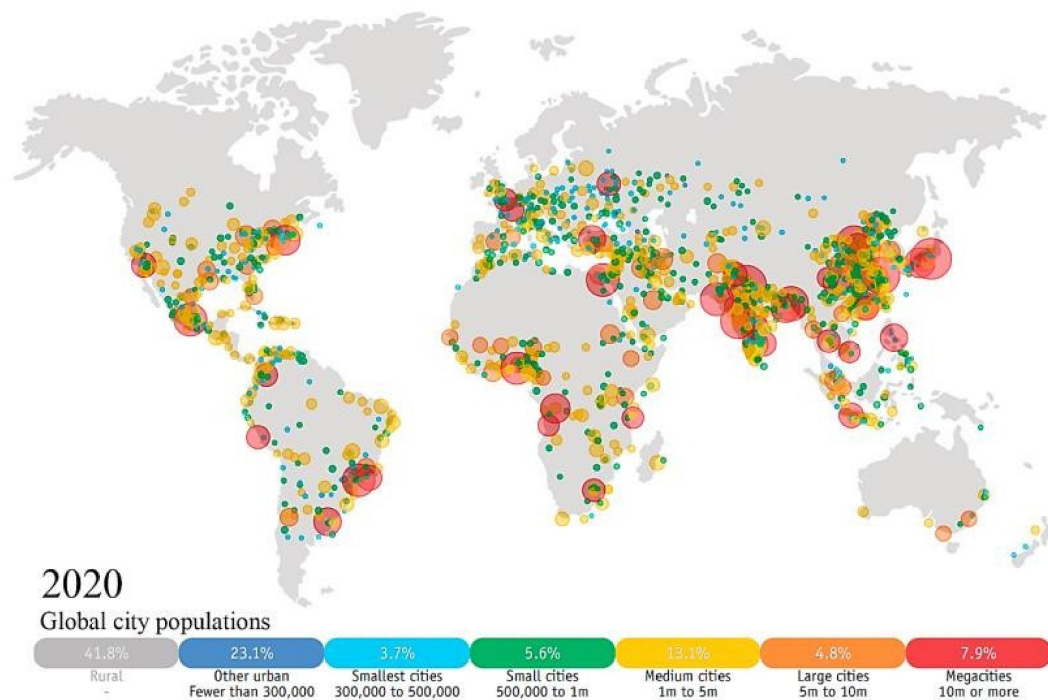 2020
Global city populations
41.8%
23.1%
3.7%
5.6%
13.1%
4.8%
7.9%
Rural
Other urban
Smallest cities
Small cities
Medium cities
Large cities
Megacities
-
Fewer than 300,000
300,000 to 500,000
500,000 to 1m
1m to 5m
5m to 10m
10m or more